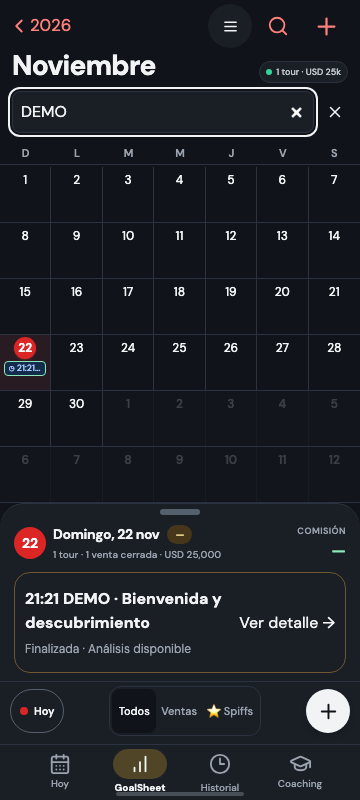 2026
Noviembre
1 tour · USD 25k
DEMO
D L M M J V S
1 2 3 4 5 6 7
8 9 10 11 12 13 14
15 16 17 18 19 20 21
22 23 24 25 26 27 28
21:21...
29 30 1 2 3 4 5
6 7 8 9 10 11 12
22
Domingo, 22 nov
–
COMISIÓN
1 tour · 1 venta cerrada · USD 25,000
—
21:21 DEMO · Bienvenida y
descubrimiento
Ver detalle →
Finalizada · Análisis disponible
Hoy
Todos Ventas ⭐ Spiffs
Hoy GoalSheet Historial Coaching